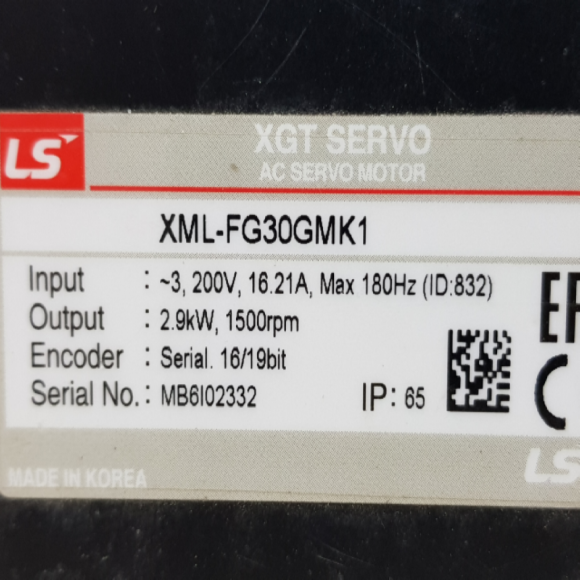 LS
XGT SERVO
AC SERVO MOTOR
XML-FG30GMK1
Input : ~3, 200V, 16.21A, Max 180Hz (ID:832)
Output : 2.9kW, 1500rpm
Encoder : Serial. 16/19bit
Serial No. : MB6I02332
IP: 65
MADE IN KOREA
LS